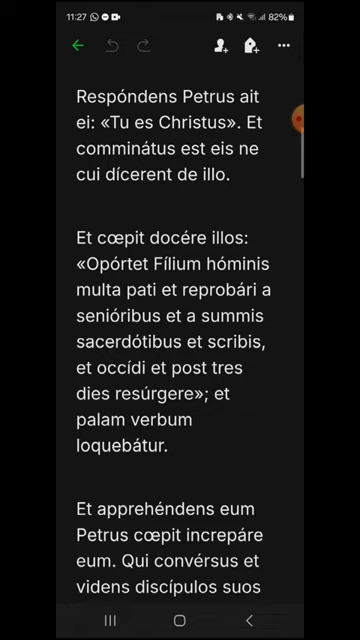 11:27
82%
Respóndens Petrus ait
ei: «Tu es Christus». Et
comminátus est eis ne
cui dícerent de illo.
Et cœpit docére illos:
«Opórtet Fílium hóminis
multa pati et reprobári a
senióribus et a summis
sacerdótibus et scribis,
et occídi et post tres
dies resúrgere»; et
palam verbum
loquebátur.
Et apprehéndens eum
Petrus cœpit increpáre
eum. Qui convérsus et
videns discípulos suos